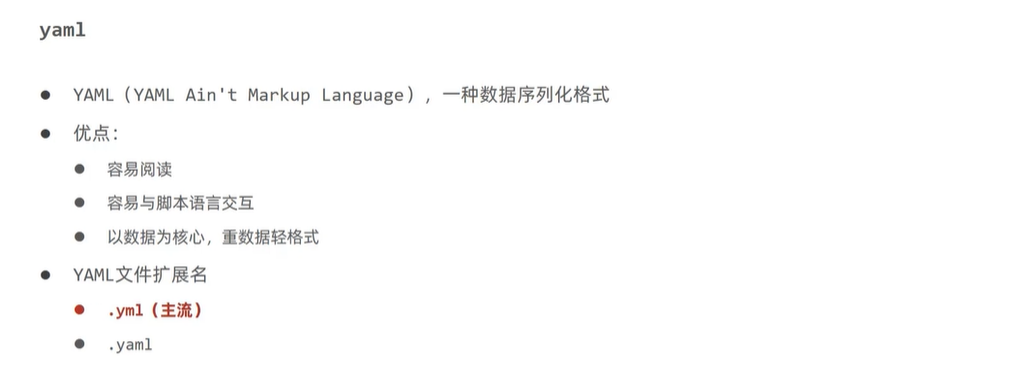 yaml
YAML（YAML Ain't Markup Language），一种数据序列化格式
优点：
容易阅读
容易与脚本语言交互
以数据为核心，重数据轻格式
YAML文件扩展名
.yml（主流）
.yaml